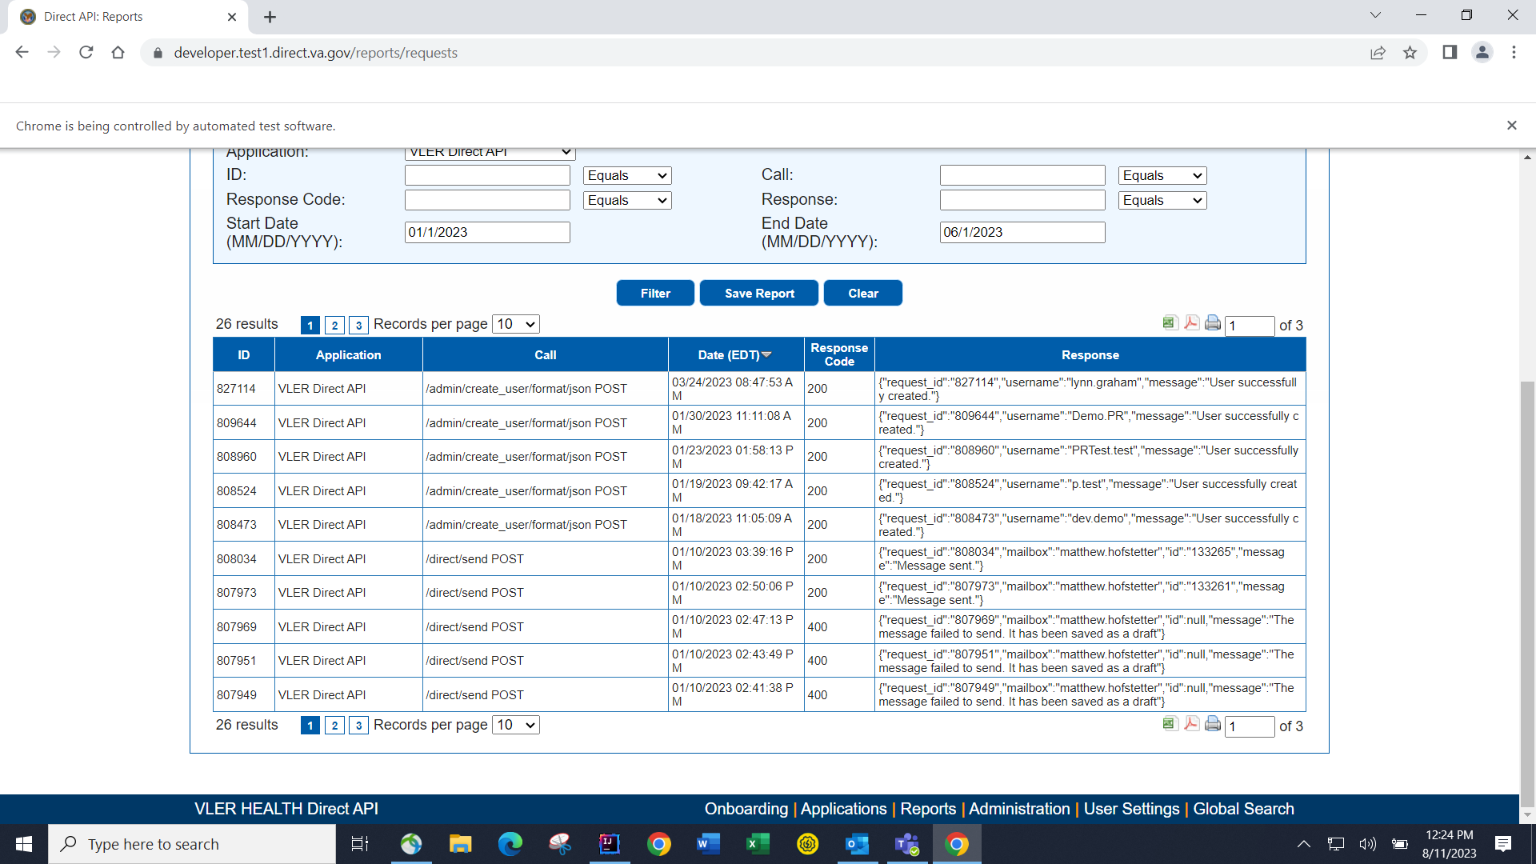 Direct API: Reports
developer.test1.direct.va.gov/reports/requests
Chrome is being controlled by automated test software.
Application: VLER Direct API
ID: Equals Call: Equals
Response Code: Equals Response: Equals
Start Date
(MM/DD/YYYY): 01/1/2023 End Date
(MM/DD/YYYY): 06/1/2023
Filter Save Report Clear
26 results 1 2 3 Records per page 10 1 of 3
ID Application Call Date (EDT) Response
Code Response
827114 VLER Direct API /admin/create_user/format/json POST 03/24/2023 08:47:53 A
M 200 {"request_id":"827114","username":"lynn.graham","message":"User successfull
y created."}
809644 VLER Direct API /admin/create_user/format/json POST 01/30/2023 11:11:08 A
M 200 {"request_id":"809644","username":"Demo.PR","message":"User successfully c
reated."}
808960 VLER Direct API /admin/create_user/format/json POST 01/23/2023 01:58:13 P
M 200 {"request_id":"808960","username":"PRTest.test","message":"User successfully
created."}
808524 VLER Direct API /admin/create_user/format/json POST 01/19/2023 09:42:17 A
M 200 {"request_id":"808524","username":"p.test","message":"User successfully creat
ed."}
808473 VLER Direct API /admin/create_user/format/json POST 01/18/2023 11:05:09 A
M 200 {"request_id":"808473","username":"dev.demo","message":"User successfully c
reated."}
808034 VLER Direct API /direct/send POST 01/10/2023 03:39:16 P
M 200 {"request_id":"808034","mailbox":"matthew.hofstetter","id":"133265","messag
e":"Message sent."}
807973 VLER Direct API /direct/send POST 01/10/2023 02:50:06 P
M 200 {"request_id":"807973","mailbox":"matthew.hofstetter","id":"133261","messag
e":"Message sent."}
807969 VLER Direct API /direct/send POST 01/10/2023 02:47:13 P
M 400 {"request_id":"807969","mailbox":"matthew.hofstetter","id":null,"message":"The
message failed to send. It has been saved as a draft"}
807951 VLER Direct API /direct/send POST 01/10/2023 02:43:49 P
M 400 {"request_id":"807951","mailbox":"matthew.hofstetter","id":null,"message":"The
message failed to send. It has been saved as a draft"}
807949 VLER Direct API /direct/send POST 01/10/2023 02:41:38 P
M 400 {"request_id":"807949","mailbox":"matthew.hofstetter","id":null,"message":"The
message failed to send. It has been saved as a draft"}
26 results 1 2 3 Records per page 10 1 of 3
VLER HEALTH Direct API Onboarding | Applications | Reports | Administration | User Settings | Global Search
Type here to search
12:24 PM
8/11/2023